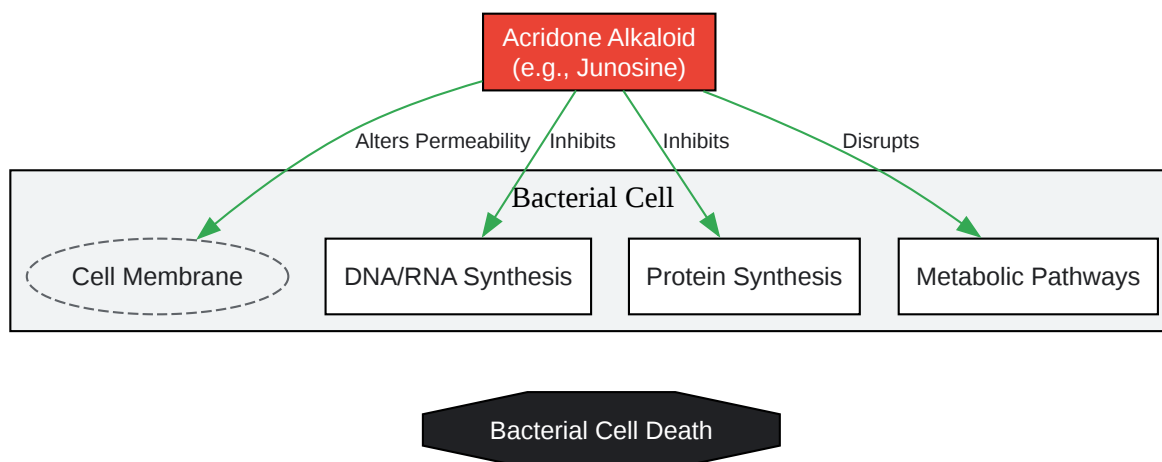 Acridone Alkaloid
(e.g., Junosine)
Alters Permeability
Inhibits
Inhibits
Disrupts
Bacterial Cell
Cell Membrane
DNA/RNA Synthesis
Protein Synthesis
Metabolic Pathways
Bacterial Cell Death